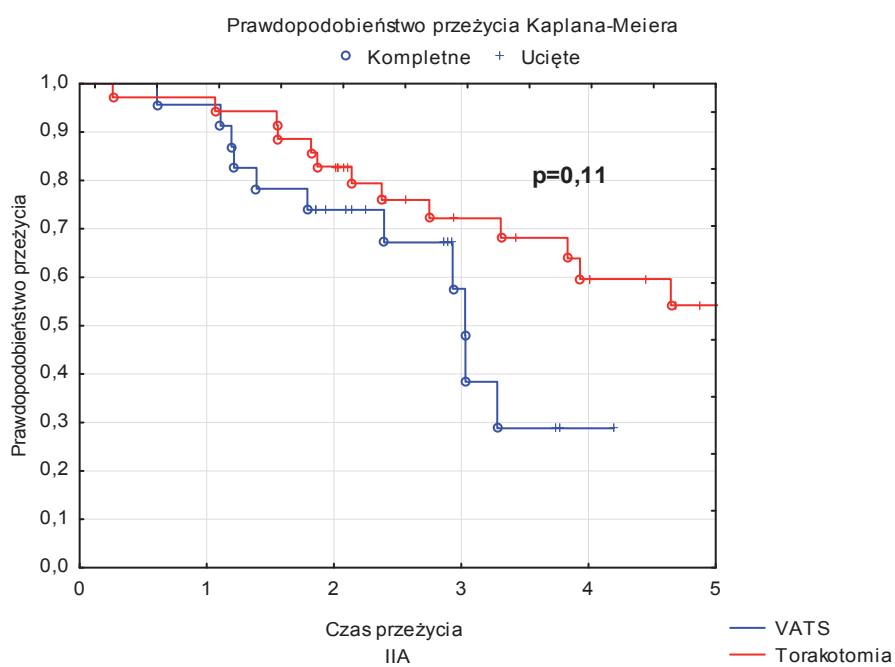 Prawdopodobieństwo przeżycia Kaplana-Meiera
Kompletne + Ucięte
1,0
0,9
0,8
0,7
0,6
0,5
0,4
0,3
0,2
0,1
0,0
Prawdopodobieństwo przeżycia
p=0,11
0 1 2 3 4 5
Czas przeżycia
IIA
VATS
Torakotomia